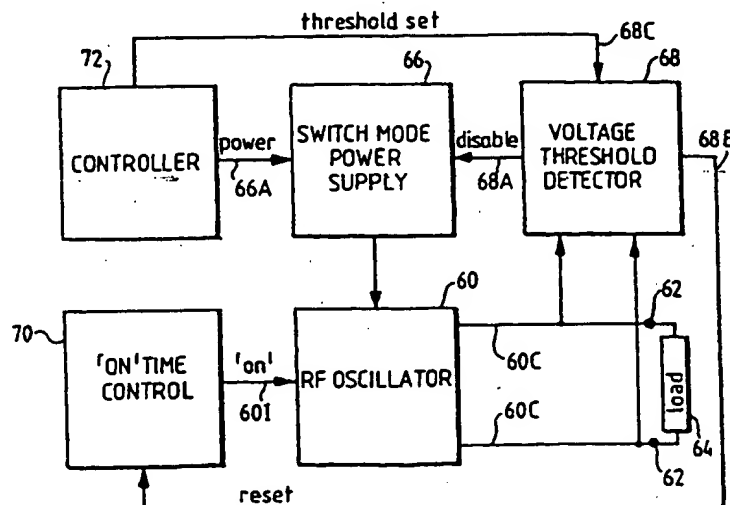 threshold set
72
66
68C
68
CONTROLLER
power
66A
SWITCH MODE
POWER
SUPPLY
disable
68A
VOLTAGE
THRESHOLD
DETECTOR
68B
70
'ON' TIME
CONTROL
'on'
60I
60
RF OSCILLATOR
60C
60C
62
load
64
62
reset